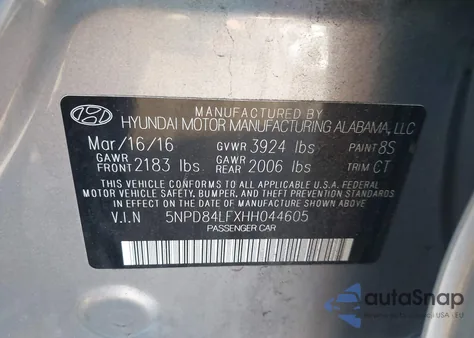 MANUFACTURED BY
HYUNDAI MOTOR MANUFACTURING ALABAMA, LLC
Mar/16/16 GVWR 3924 lbs PAINT 8S
GAWR FRONT 2183 lbs GAWR REAR 2006 lbs TRIM CT
THIS VEHICLE CONFORMS TO ALL APPLICABLE U.S. FEDERAL
MOTOR VEHICLE SAFETY, BUMPER, AND THEFT PREVENTION STANDARDS
IN EFFECT ON THE DATE OF MANUFACTURE SHOWN ABOVE.
V.I.N 5NPD84LFXHH044605
PASSENGER CAR
autoSnap